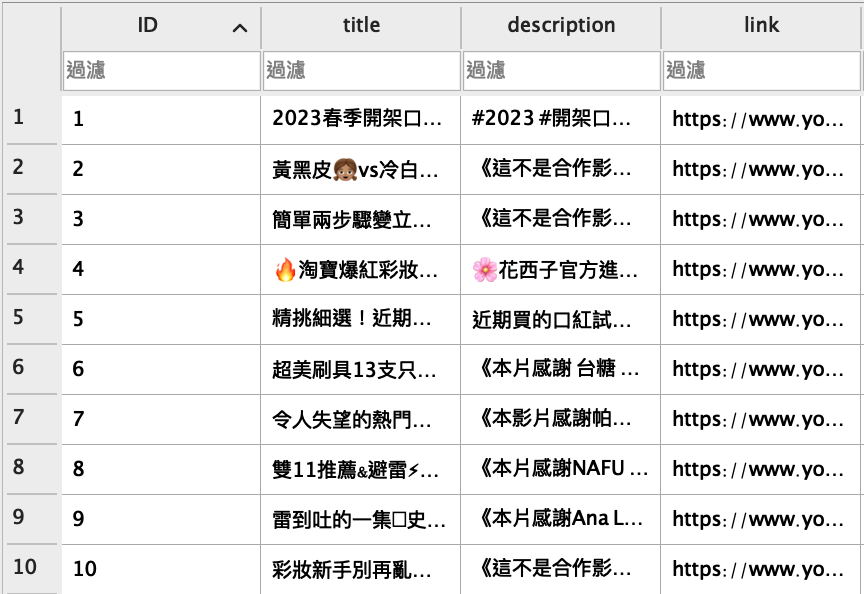 ID title description link
過濾 過濾 過濾 過濾
1 1 2023春季開架口... #2023 #開架口... https://www.yo...
2 2 黃黑皮👧🏽vs冷白... 《這不是合作影... https://www.yo...
3 3 簡單兩步驟變立... 《這不是合作影... https://www.yo...
4 4 🔥淘寶爆紅彩妝... 🌸花西子官方進... https://www.yo...
5 5 精挑細選！近期... 近期買的口紅試... https://www.yo...
6 6 超美刷具13支只... 《本片感謝 台糖 ... https://www.yo...
7 7 令人失望的熱門... 《本影片感謝帕... https://www.yo...
8 8 雙11推薦&避雷⚡... 《本片感謝NAFU ... https://www.yo...
9 9 雷到吐的一集□史... 《本片感謝Ana L... https://www.yo...
10 10 彩妝新手別再亂... 《這不是合作影... https://www.yo...